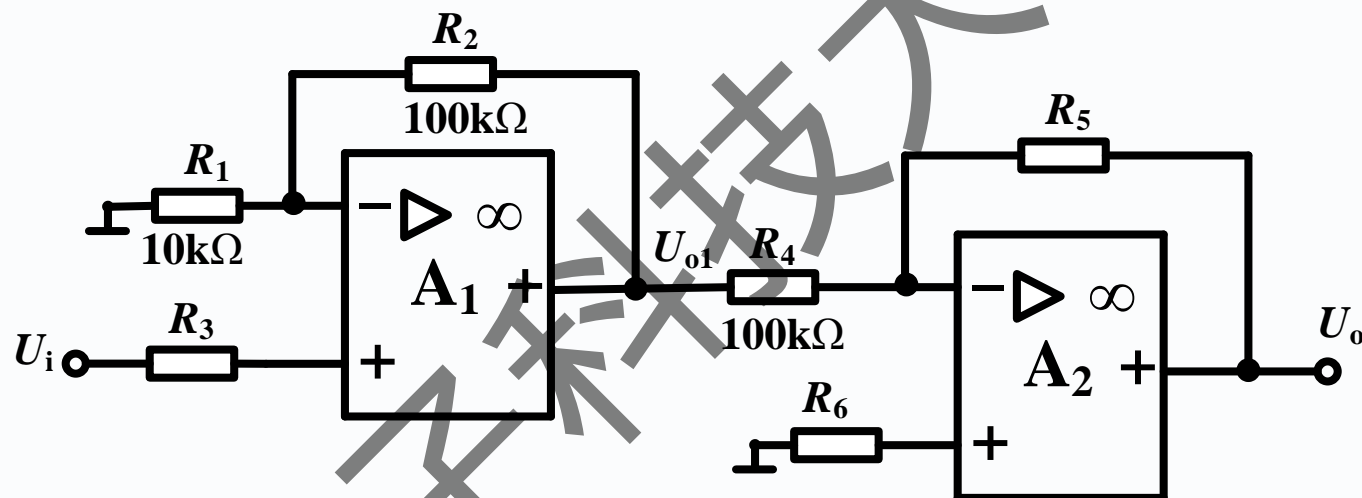 R₂
100kΩ
R₅
R₁
− ▷ ∞
10kΩ
A₁
+
Uₒ₁
R₄
− ▷ ∞
R₃
100kΩ
Uᵢ
+
A₂
+
Uₒ
R₆
+